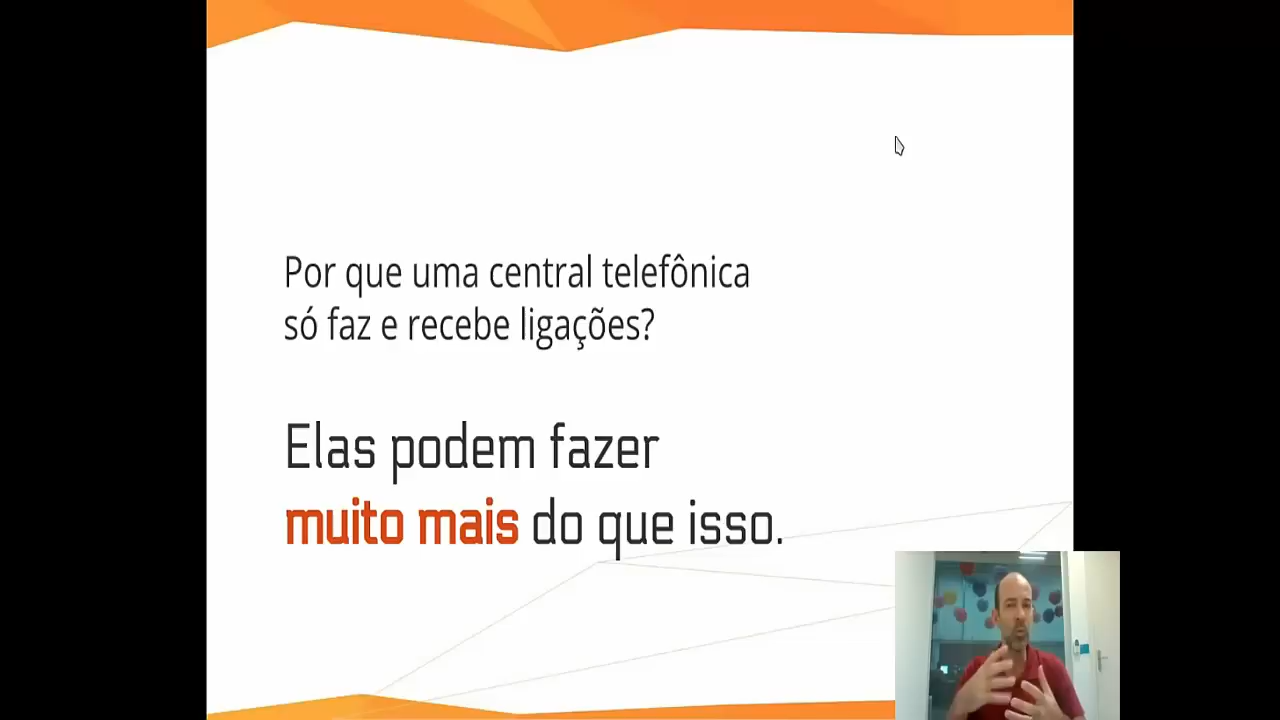 Por que uma central telefônica
só faz e recebe ligações?
Elas podem fazer
muito mais do que isso.